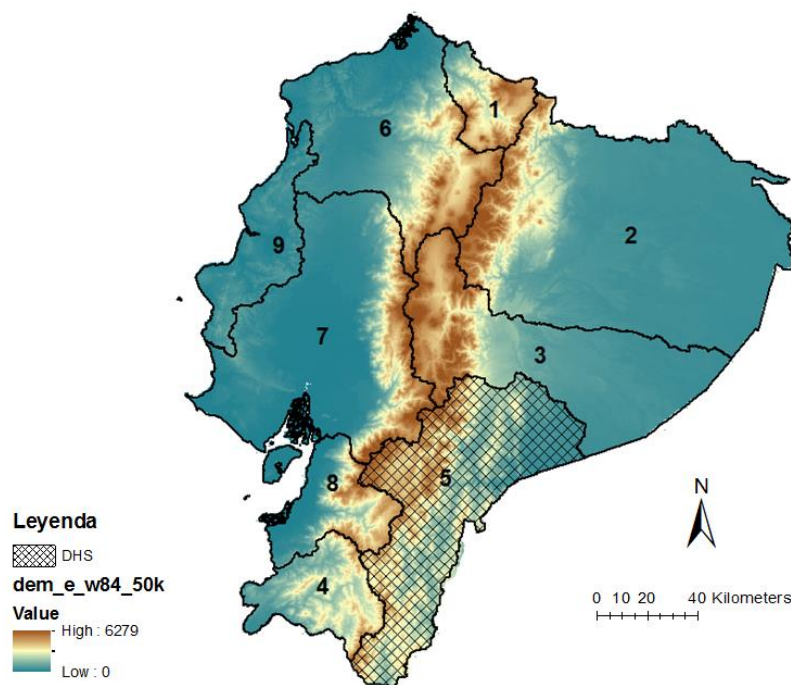 1
6
2
9
7
3
5
8
4
N
Leyenda
DHS
dem_e_w84_50k
Value
High : 6279
Low : 0
0 10 20 40 Kilometers